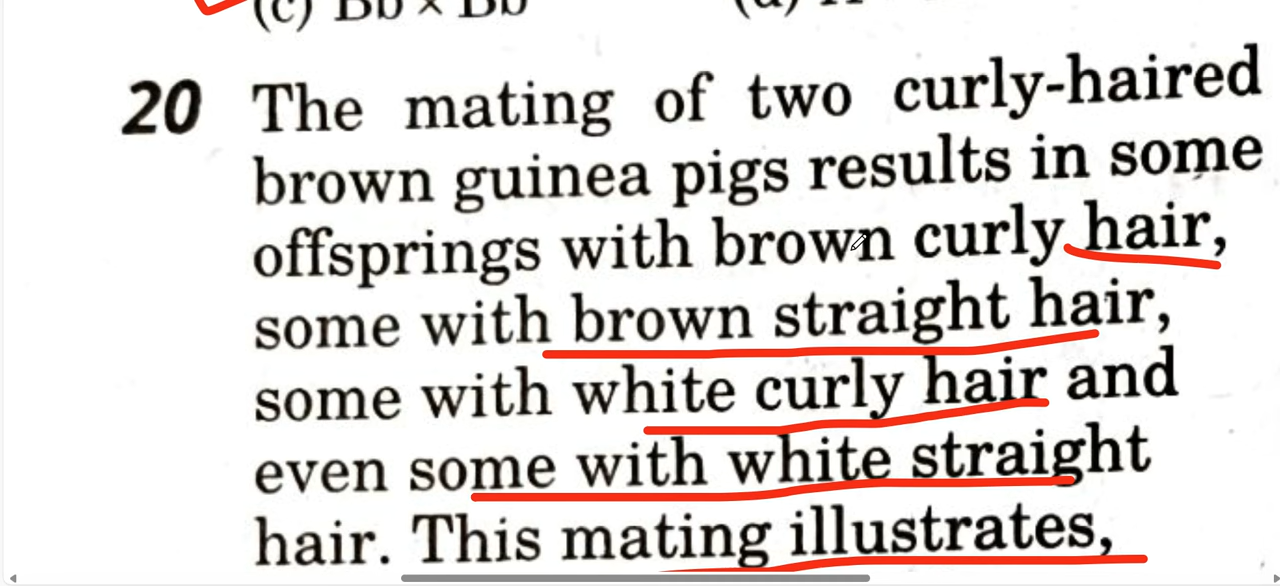 (c) Bb × Bb
20 The mating of two curly-haired
brown guinea pigs results in some
offsprings with brown curly hair,
some with brown straight hair,
some with white curly hair and
even some with white straight
hair. This mating illustrates,